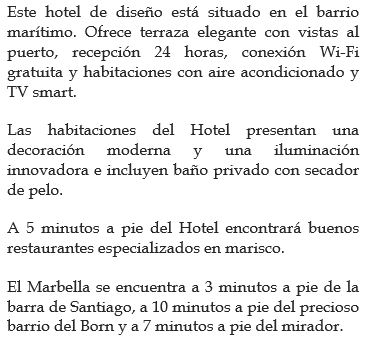 Este hotel de diseño está situado en el barrio
marítimo. Ofrece terraza elegante con vistas al
puerto, recepción 24 horas, conexión Wi-Fi
gratuita y habitaciones con aire acondicionado y
TV smart.
Las habitaciones del Hotel presentan una
decoración moderna y una iluminación
innovadora e incluyen baño privado con secador
de pelo.
A 5 minutos a pie del Hotel encontrará buenos
restaurantes especializados en marisco.
El Marbella se encuentra a 3 minutos a pie de la
barra de Santiago, a 10 minutos a pie del precioso
barrio del Born y a 7 minutos a pie del mirador.